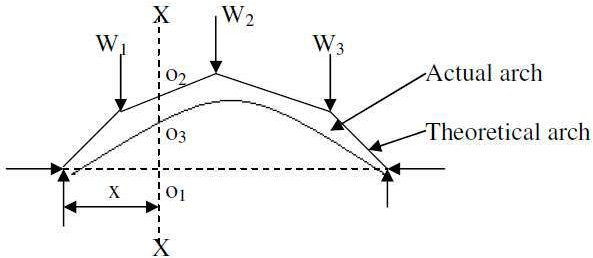 X W₂
W₁ W₃
o₂ Actual arch
o₃ Theoretical arch
x o₁
X